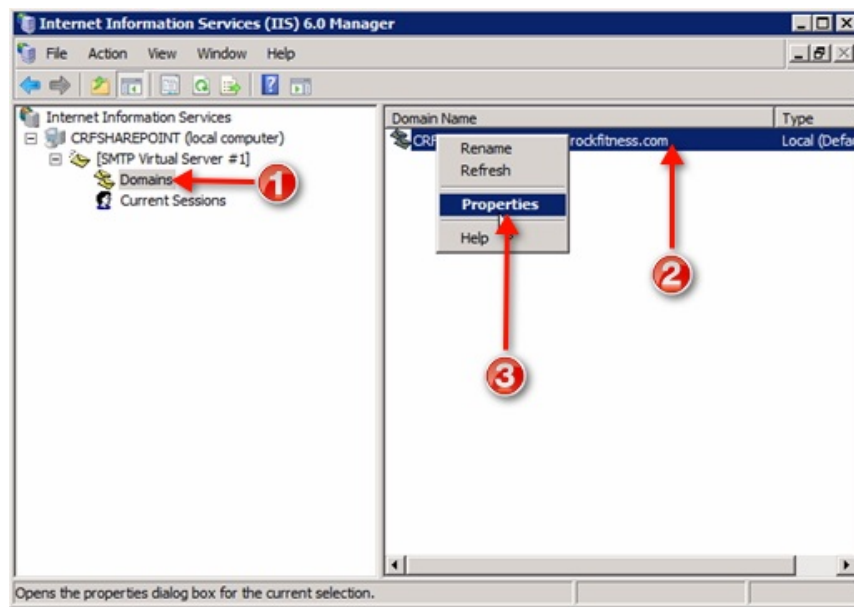 Internet Information Services (IIS) 6.0 Manager
File Action View Window Help
Internet Information Services
CRFSHAREPOINT (local computer)
[SMTP Virtual Server #1]
Domains
Current Sessions
1
Domain Name Type
rockfitness.com Local
Rename
Refresh
Properties
Help
2
3
Opens the properties dialog box for the current selection.